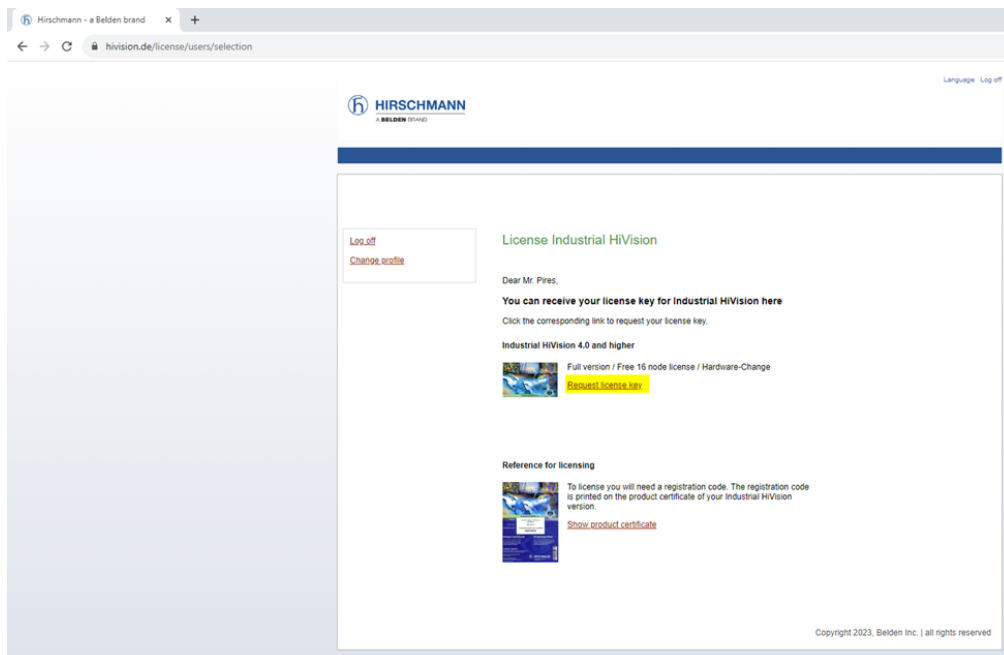 Hirschmann - a Belden brand
hivision.de/license/users/selection
Language Log off
HIRSCHMANN
A BELDEN BRAND
Log off
Change profile
License Industrial HiVision
Dear Mr. Pires,
You can receive your license key for Industrial HiVision here
Click the corresponding link to request your license key.
Industrial HiVision 4.0 and higher
Full version / Free 16 node license / Hardware-Change
Request license key
Reference for licensing
To license you will need a registration code. The registration code
is printed on the product certificate of your Industrial HiVision
version.
Show product certificate
Copyright 2023, Belden Inc. | all rights reserved